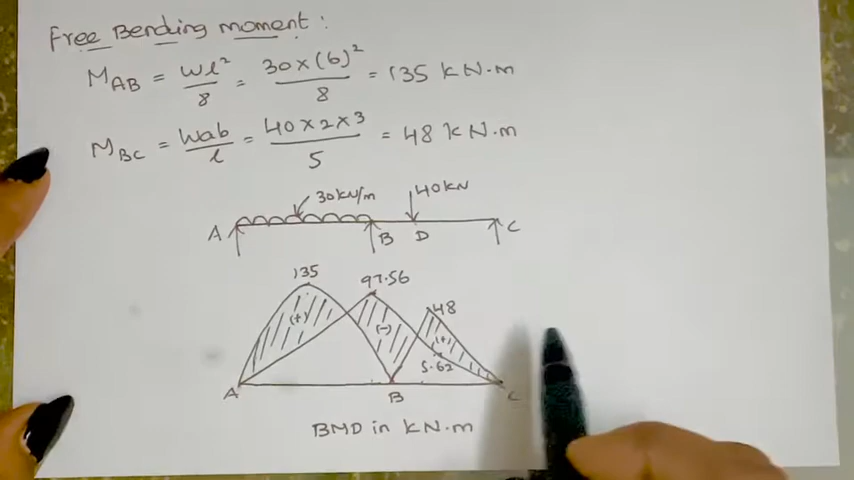 Free Bending moment :
MAB = wl²/8 = 30×(6)²/8 = 135 kN.m
MBC = Wab/l = 40×2×3/5 = 48 kN.m
30kN/m 40kN
A B D C
135 97.56 48
(+) (-) (+)
5.62
A B C
BMD in kN.m